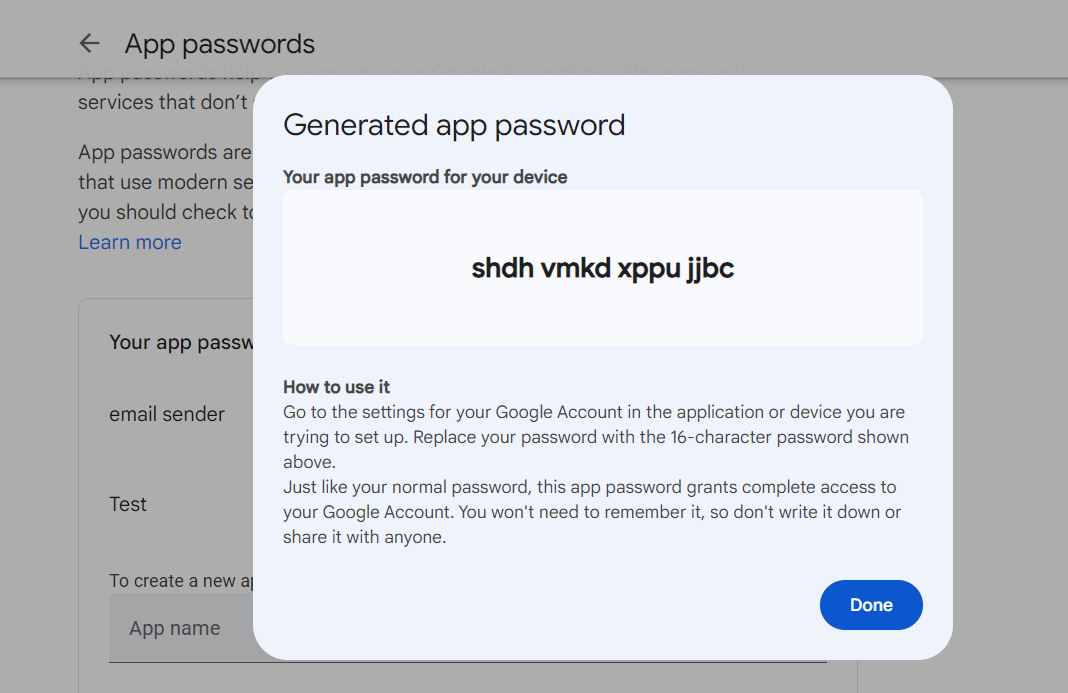 App passwords
App passwords help you sign into your Google Account on older apps and
services that don’t
App passwords are
that use modern se
you should check to
Learn more
Your app passw
email sender
Test
To create a new ap
App name
Generated app password
Your app password for your device
shdh vmkd xppu jjbc
How to use it
Go to the settings for your Google Account in the application or device you are
trying to set up. Replace your password with the 16-character password shown
above.
Just like your normal password, this app password grants complete access to
your Google Account. You won't need to remember it, so don't write it down or
share it with anyone.
Done